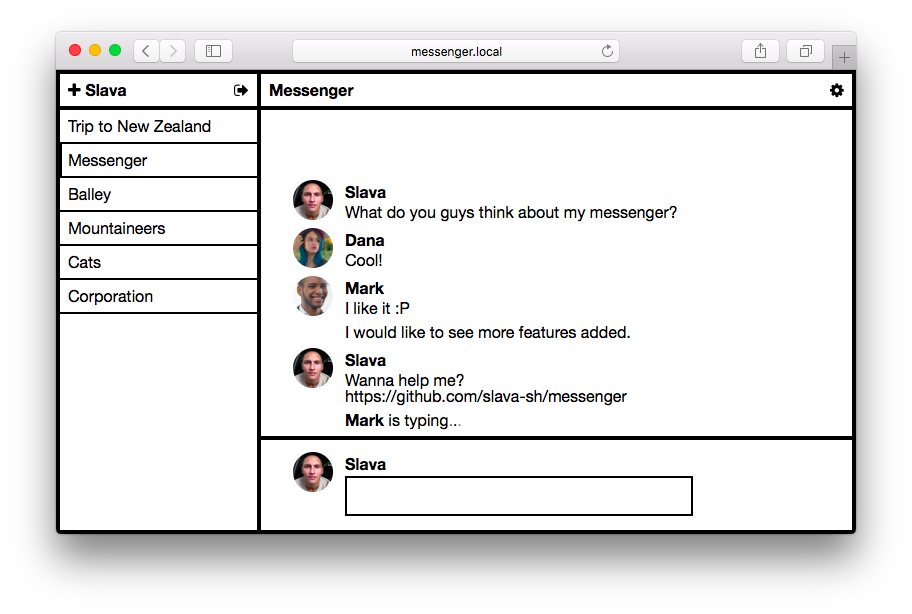 messenger.local
Slava
Messenger
Trip to New Zealand
Messenger
Balley
Mountaineers
Cats
Corporation
Slava
What do you guys think about my messenger?
Dana
Cool!
Mark
I like it :P
I would like to see more features added.
Slava
Wanna help me?
https://github.com/slava-sh/messenger
Mark is typing...
Slava